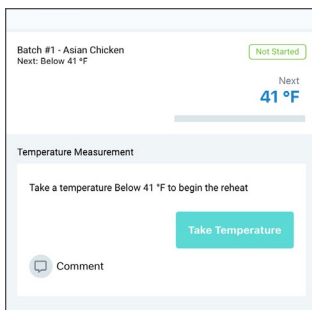 Batch #1 - Asian Chicken
Next: Below 41 °F
Not Started
Next
41 °F
Temperature Measurement
Take a temperature Below 41 °F to begin the reheat
Take Temperature
Comment